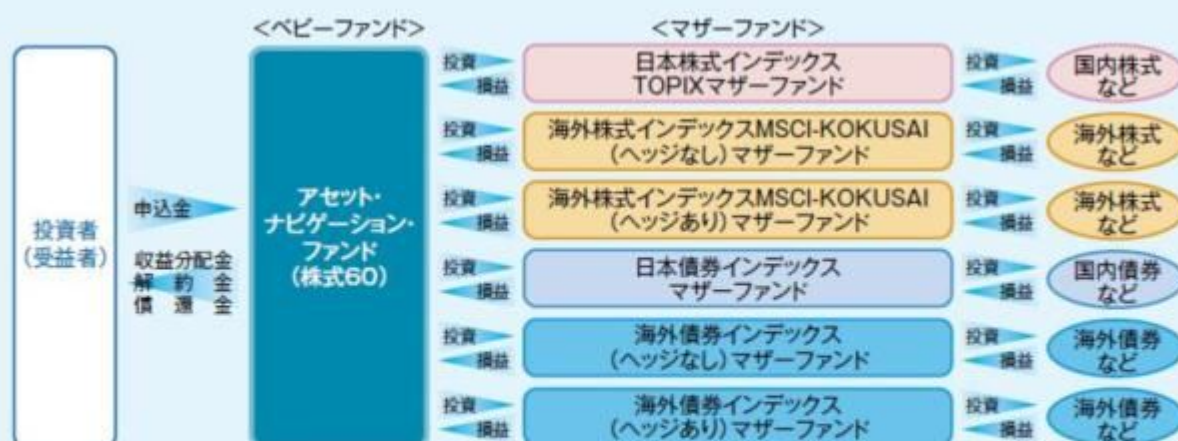 <ベビーファンド>
<マザーファンド>
投資者
(受益者)
申込金
収益分配金
解約金
償還金
アセット・
ナビゲーション・
ファンド
(株式60)
投資
損益
日本株式インデックス
TOPIXマザーファンド
投資
損益
国内株式
など
投資
損益
海外株式インデックスMSCI-KOKUSAI
(ヘッジなし)マザーファンド
投資
損益
海外株式
など
投資
損益
海外株式インデックスMSCI-KOKUSAI
(ヘッジあり)マザーファンド
投資
損益
海外株式
など
投資
損益
日本債券インデックス
マザーファンド
投資
損益
国内債券
など
投資
損益
海外債券インデックス
(ヘッジなし)マザーファンド
投資
損益
海外債券
など
投資
損益
海外債券インデックス
(ヘッジあり)マザーファンド
投資
損益
海外債券
など